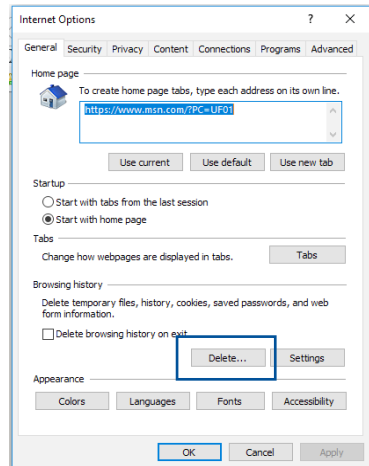 Internet Options ? X
General Security Privacy Content Connections Programs Advanced
Home page
To create home page tabs, type each address on its own line.
https://www.msn.com/?PC=UF01
Use current Use default Use new tab
Startup
Start with tabs from the last session
Start with home page
Tabs
Change how webpages are displayed in tabs. Tabs
Browsing history
Delete temporary files, history, cookies, saved passwords, and web
form information.
Delete browsing history on exit
Delete... Settings
Appearance
Colors Languages Fonts Accessibility
OK Cancel Apply